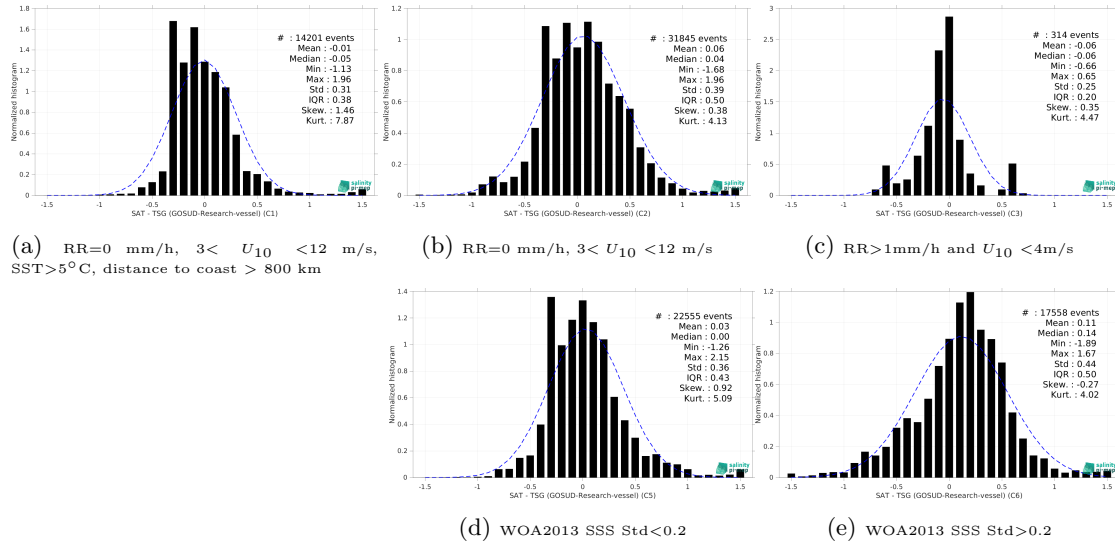 1.8
1.6
1.4
1.2
1
0.8
0.6
0.4
0.2
0
Normalized histogram
# : 14201 events
Mean : -0.01
Median : -0.05
Min : -1.13
Max : 1.96
Std : 0.31
IQR : 0.38
Skew. : 1.46
Kurt. : 7.87
-1.5 -1 -0.5 0 0.5 1 1.5
SAT - TSG (GOSUD-Research-vessel) (C1)
(a) RR=0 mm/h, 3< U10 <12 m/s,
SST>5°C, distance to coast > 800 km
1.2
1
0.8
0.6
0.4
0.2
0
Normalized histogram
# : 31845 events
Mean : 0.06
Median : 0.04
Min : -1.68
Max : 1.96
Std : 0.39
IQR : 0.50
Skew. : 0.38
Kurt. : 4.13
-1.5 -1 -0.5 0 0.5 1 1.5
SAT - TSG (GOSUD-Research-vessel) (C2)
(b) RR=0 mm/h, 3< U10 <12 m/s
3
2.5
2
1.5
1
0.5
0
Normalized histogram
# : 314 events
Mean : -0.06
Median : -0.06
Min : -0.66
Max : 0.65
Std : 0.25
IQR : 0.20
Skew. : 0.35
Kurt. : 4.47
salinity
-1.5 -1 -0.5 0 0.5 1 1.5
SAT - TSG (GOSUD-Research-vessel) (C3)
(c) RR>1mm/h and U10 <4m/s
1.4
1.2
1
0.8
0.6
0.4
0.2
0
Normalized histogram
# : 22555 events
Mean : 0.03
Median : 0.00
Min : -1.26
Max : 2.15
Std : 0.36
IQR : 0.43
Skew. : 0.92
Kurt. : 5.09
salinity
-1.5 -1 -0.5 0 0.5 1 1.5
SAT - TSG (GOSUD-Research-vessel) (C5)
(d) WOA2013 SSS Std<0.2
1.2
1
0.8
0.6
0.4
0.2
0
Normalized histogram
# : 17558 events
Mean : 0.11
Median : 0.14
Min : -1.89
Max : 1.67
Std : 0.44
IQR : 0.50
Skew. : -0.27
Kurt. : 4.02
salinity
-1.5 -1 -0.5 0 0.5 1 1.5
SAT - TSG (GOSUD-Research-vessel) (C6)
(e) WOA2013 SSS Std>0.2